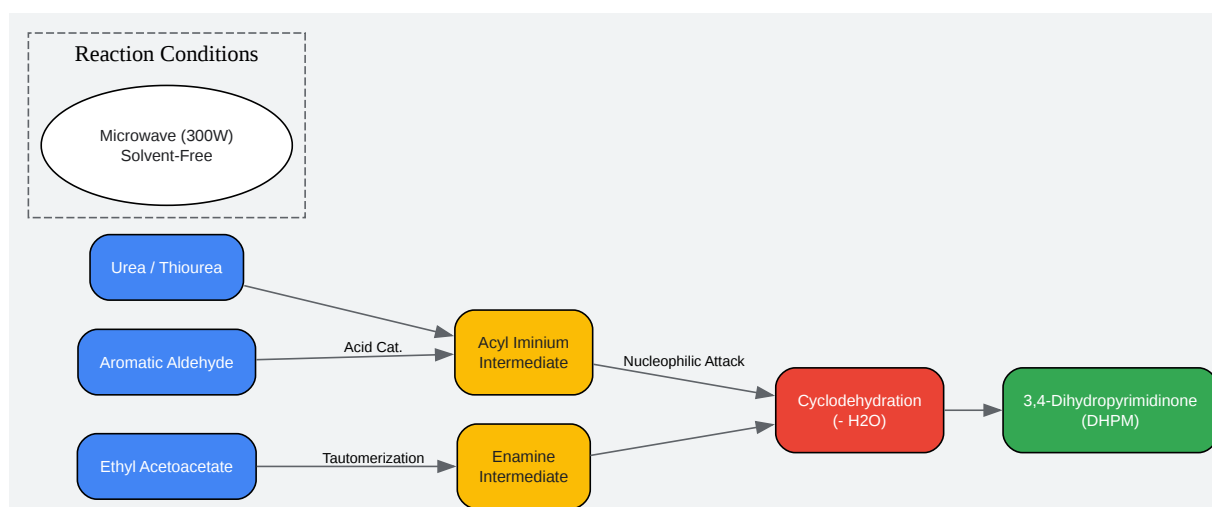 Reaction Conditions
Microwave (300W)
Solvent-Free
Urea / Thiourea
Aromatic Aldehyde
Acid Cat.
Acyl Iminium
Intermediate
Nucleophilic Attack
Cyclodehydration
(- H2O)
3,4-Dihydropyrimidinone
(DHPM)
Ethyl Acetoacetate
Tautomerization
Enamine
Intermediate